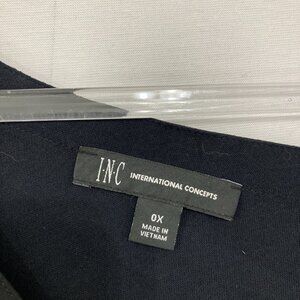 I·N·C INTERNATIONAL CONCEPTS
0X
MADE IN
VIETNAM